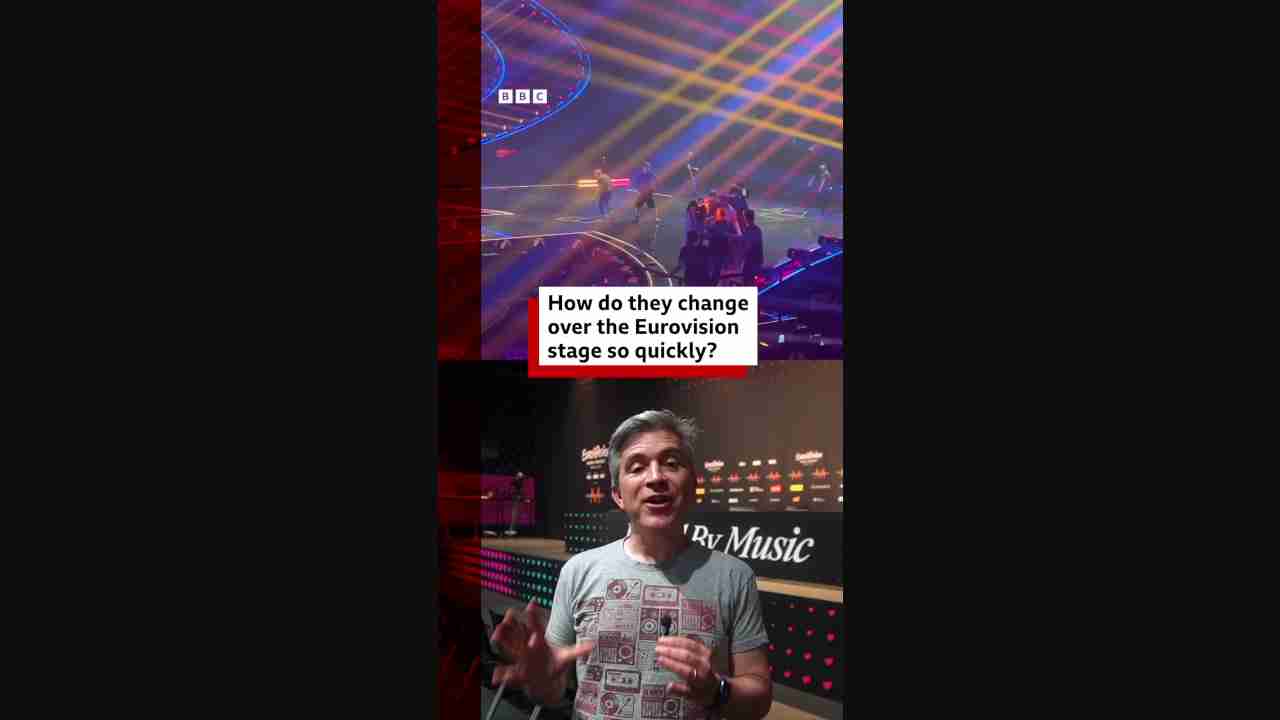 BBC
How do they change
over the Eurovision
stage so quickly?
By Music